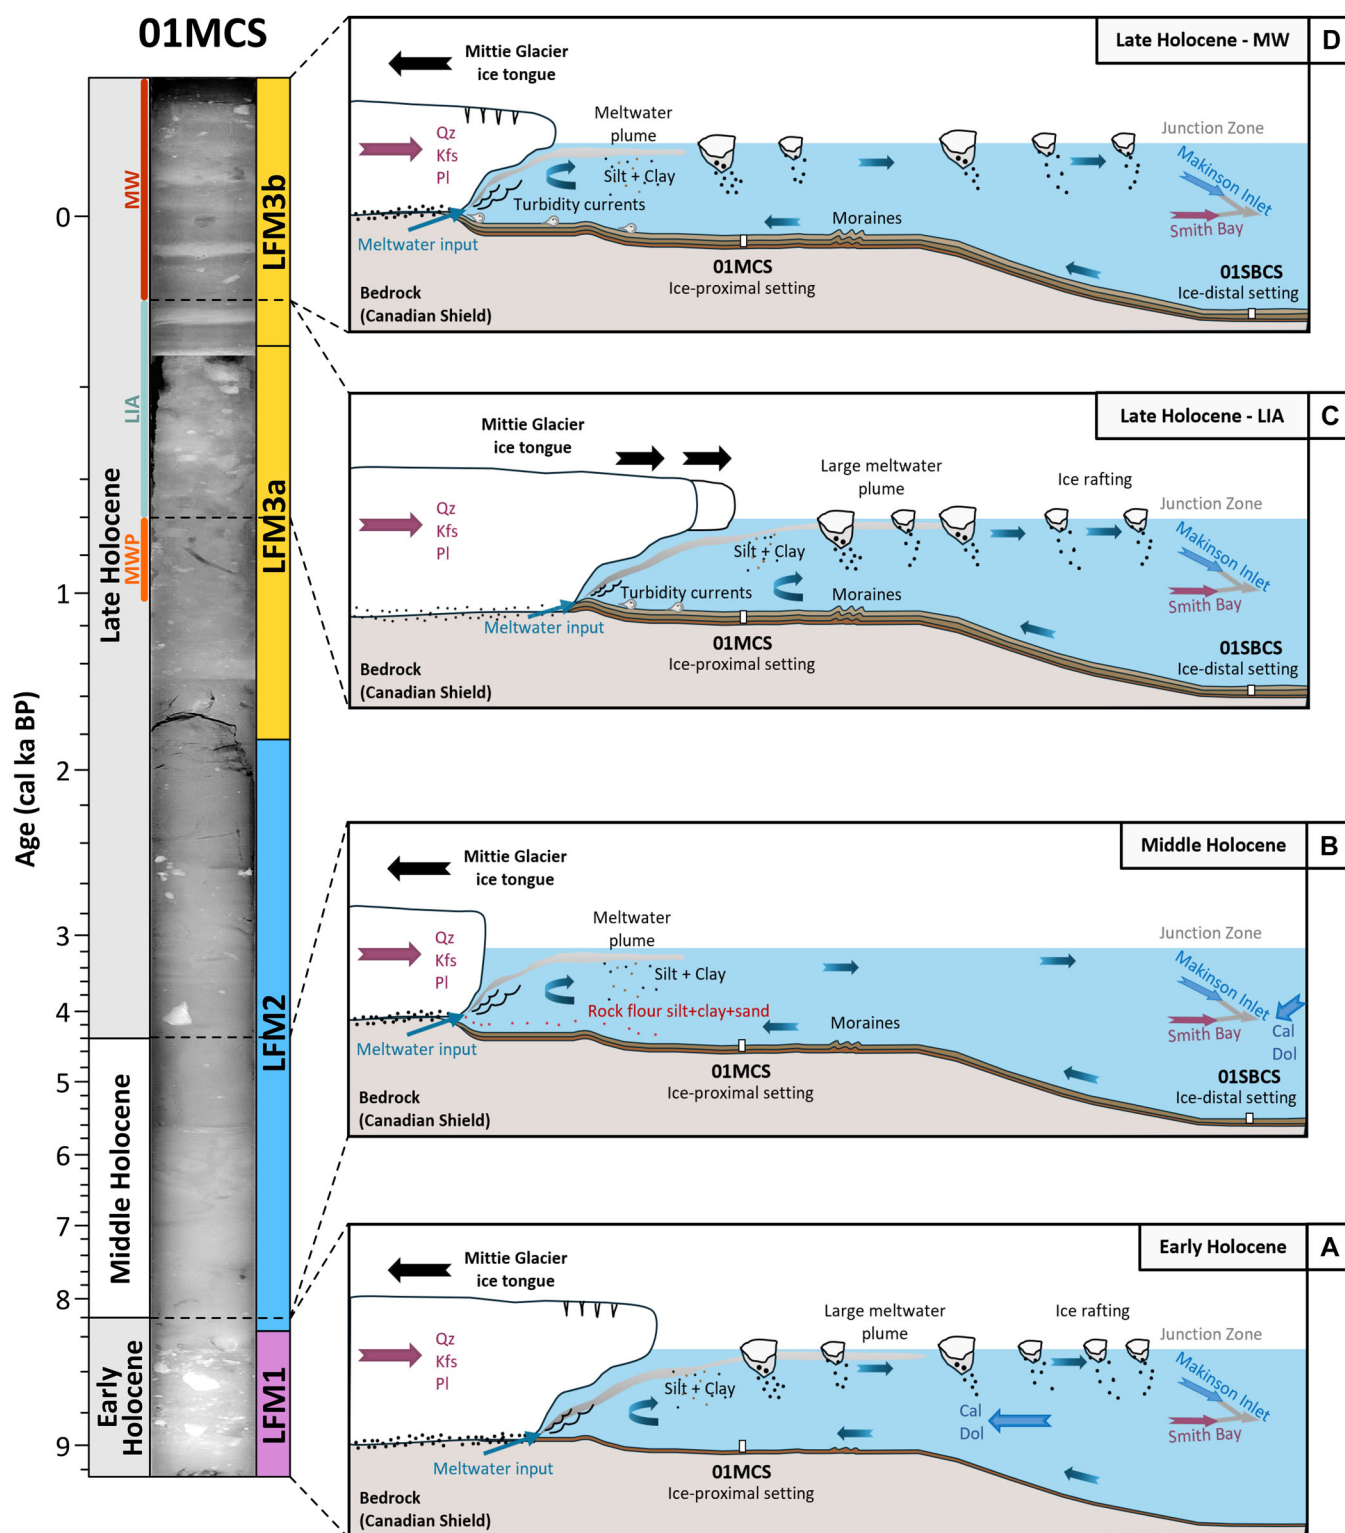 01MCS
Age (cal ka BP)
0
1
2
3
4
5
6
7
8
9
Late Holocene
Middle Holocene
Early
Holocene
MW
LIA
MWP
LFM3b
LFM3a
LFM2
LFM1
Late Holocene - MW
D
Mittie Glacier
ice tongue
Qz
Kfs
Pl
Meltwater
plume
Silt + Clay
Turbidity currents
Meltwater input
Moraines
Junction Zone
Makinson Inlet
Smith Bay
01MCS
Ice-proximal setting
01SBCS
Ice-distal setting
Bedrock
(Canadian Shield)
Late Holocene - LIA
C
Mittie Glacier
ice tongue
Qz
Kfs
Pl
Large meltwater
plume
Ice rafting
Silt + Clay
Turbidity currents
Meltwater input
Moraines
Junction Zone
Makinson Inlet
Smith Bay
01MCS
Ice-proximal setting
01SBCS
Ice-distal setting
Bedrock
(Canadian Shield)
Middle Holocene
B
Mittie Glacier
ice tongue
Qz
Kfs
Pl
Meltwater
plume
Silt + Clay
Rock flour silt+clay+sand
Meltwater input
Moraines
Junction Zone
Makinson Inlet
Smith Bay
Cal
Dol
01MCS
Ice-proximal setting
01SBCS
Ice-distal setting
Bedrock
(Canadian Shield)
Early Holocene
A
Mittie Glacier
ice tongue
Qz
Kfs
Pl
Large meltwater
plume
Ice rafting
Silt + Clay
Meltwater input
Cal
Dol
Junction Zone
Makinson Inlet
Smith Bay
01MCS
Ice-proximal setting
Bedrock
(Canadian Shield)